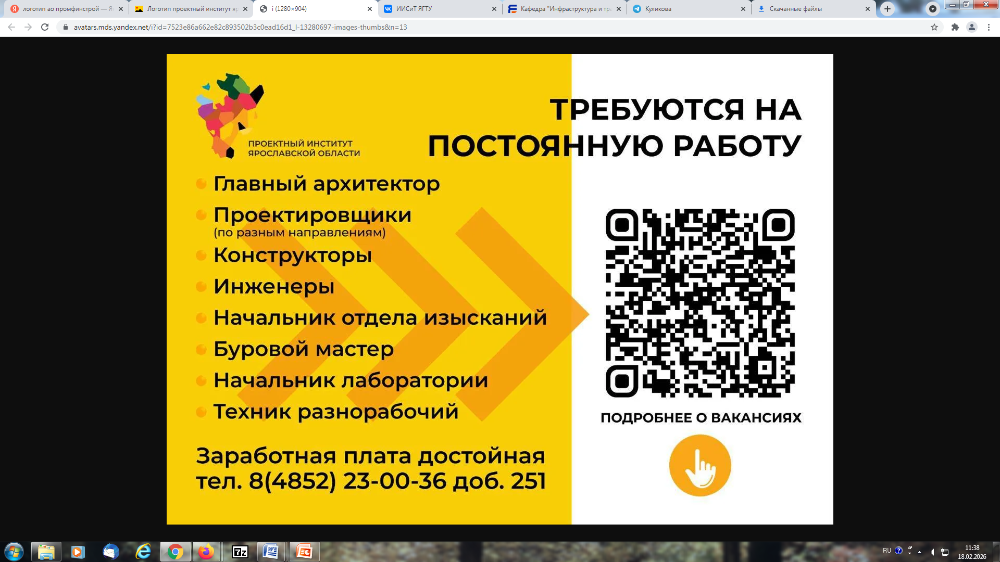 логотип ао промфинстрой — Я
Логотип проектный институт яр
i (1280×904)
ИИСиТ ЯГТУ
Кафедра "Инфраструктура и тра
Куликова
Скачанные файлы
avatars.mds.yandex.net/i?id=7523e86a662e82c893502b3c0ead16d1_l-13280697-images-thumbs&n=13
ПРОЕКТНЫЙ ИНСТИТУТ
ЯРОСЛАВСКОЙ ОБЛАСТИ
ТРЕБУЮТСЯ НА
ПОСТОЯННУЮ РАБОТУ
Главный архитектор
Проектировщики
(по разным направлениям)
Конструкторы
Инженеры
Начальник отдела изысканий
Буровой мастер
Начальник лаборатории
Техник разнорабочий
Заработная плата достойная
тел. 8(4852) 23-00-36 доб. 251
ПОДРОБНЕЕ О ВАКАНСИЯХ
RU
11:38
18.02.2026